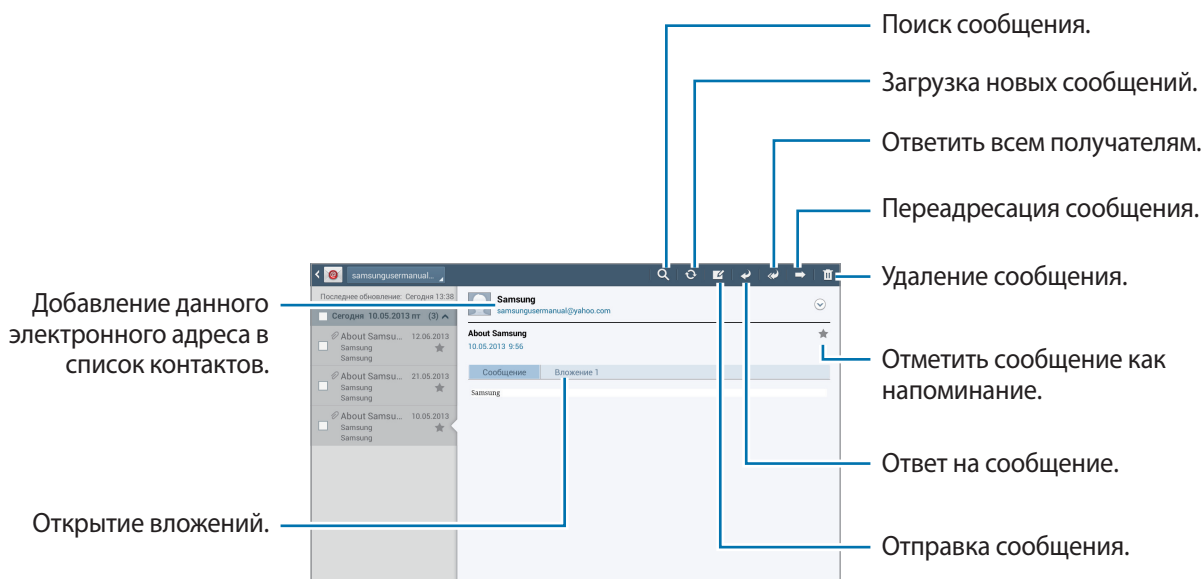 Поиск сообщения.
Загрузка новых сообщений.
Ответить всем получателям.
Переадресация сообщения.
Удаление сообщения.
Отметить сообщение как
напоминание.
Ответ на сообщение.
Отправка сообщения.
Добавление данного
электронного адреса в
список контактов.
Открытие вложений.
samsungusermanual...
Последнее обновление: Сегодня 13:38
Сегодня 10.05.2013 пт (3)
About Samsu... 12.06.2013
Samsung
Samsung
About Samsu... 21.05.2013
Samsung
Samsung
About Samsu... 10.05.2013
Samsung
Samsung
Samsung
samsungusermanual@yahoo.com
About Samsung
10.05.2013 9:56
Сообщение Вложение 1
Samsung